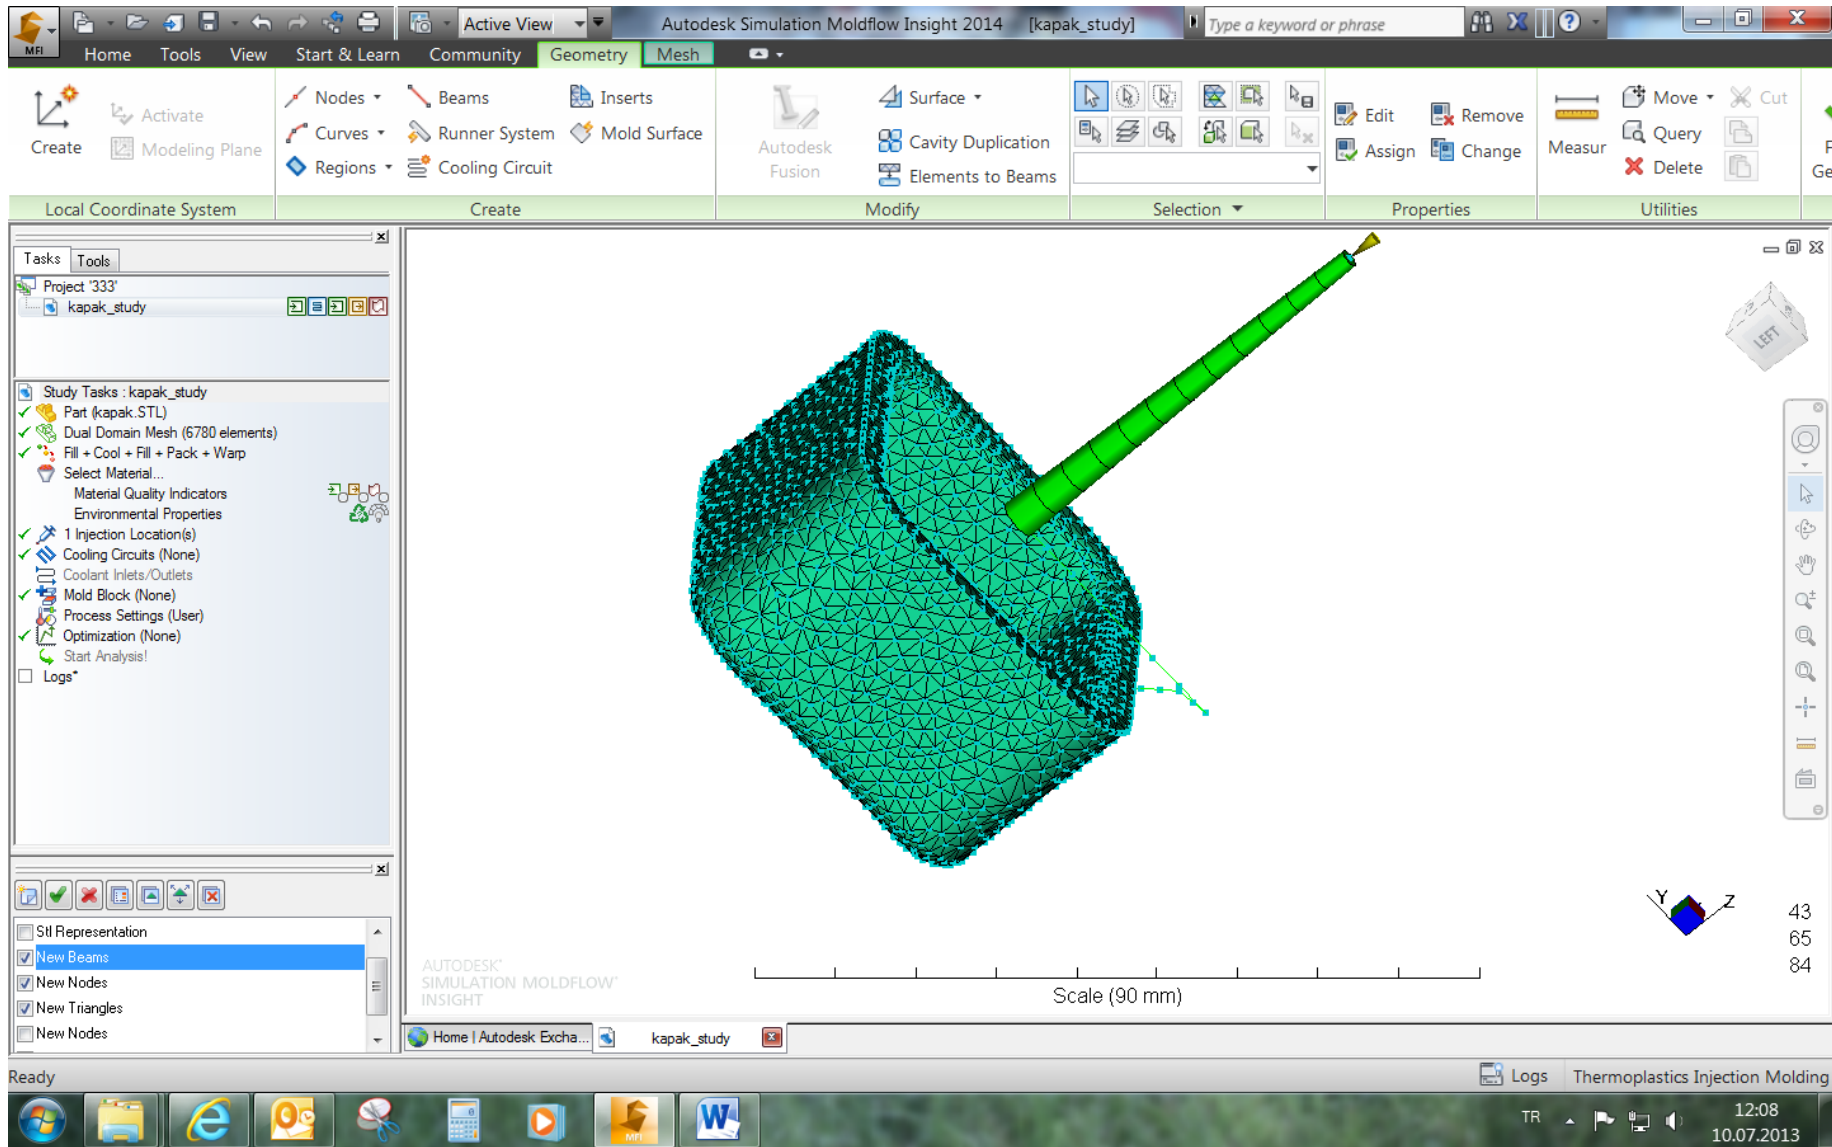 MFI
Active View
Autodesk Simulation Moldflow Insight 2014 [kapak_study]
Type a keyword or phrase
Home Tools View Start & Learn Community Geometry Mesh
Create
Activate
Modeling Plane
Local Coordinate System
Nodes
Curves
Regions
Beams
Runner System
Cooling Circuit
Inserts
Mold Surface
Create
Autodesk
Fusion
Surface
Cavity Duplication
Elements to Beams
Modify
Selection
Edit
Assign
Remove
Change
Properties
Measur
Move
Query
Delete
Cut
Utilities
F
Ge
Tasks Tools
Project '333'
kapak_study
Study Tasks : kapak_study
Part (kapak.STL)
Dual Domain Mesh (6780 elements)
Fill + Cool + Fill + Pack + Warp
Select Material...
Material Quality Indicators
Environmental Properties
1 Injection Location(s)
Cooling Circuits (None)
Coolant Inlets/Outlets
Mold Block (None)
Process Settings (User)
Optimization (None)
Start Analysis!
Logs*
Stl Representation
New Beams
New Nodes
New Triangles
New Nodes
LEFT
Y Z
43
65
84
AUTODESK®
SIMULATION MOLDFLOW®
INSIGHT
Scale (90 mm)
Home | Autodesk Excha...
kapak_study
Ready
Logs
Thermoplastics Injection Molding
MFI
TR
12:08
10.07.2013